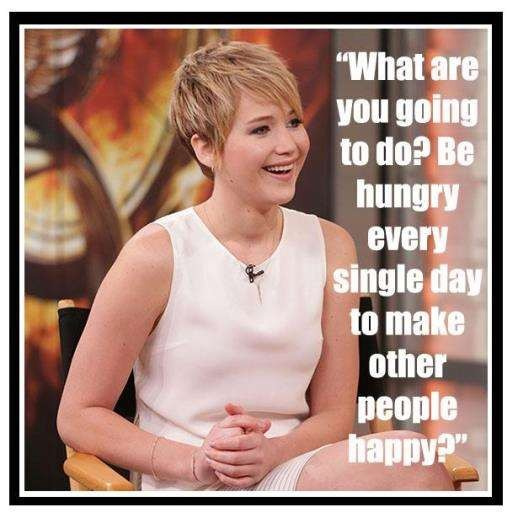 “What are
you going
to do? Be
hungry
every
single day
to make
other
people
happy?”